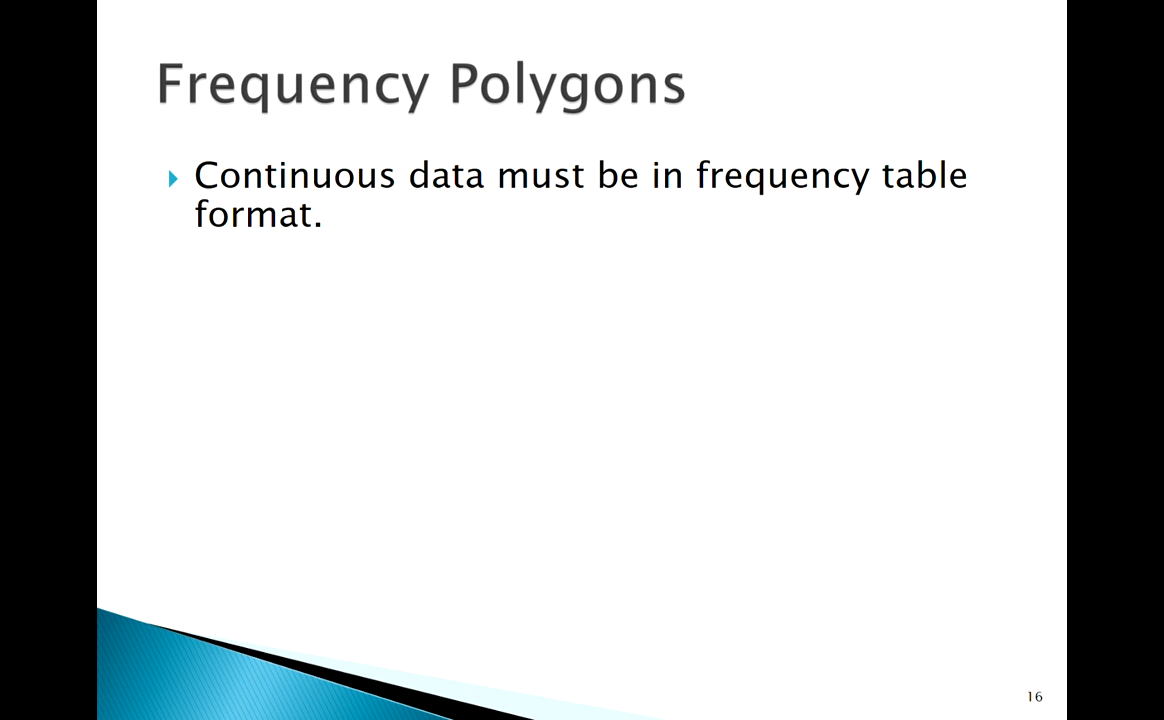 16
Frequency Polygons
Continuous data must be in frequency table
format.